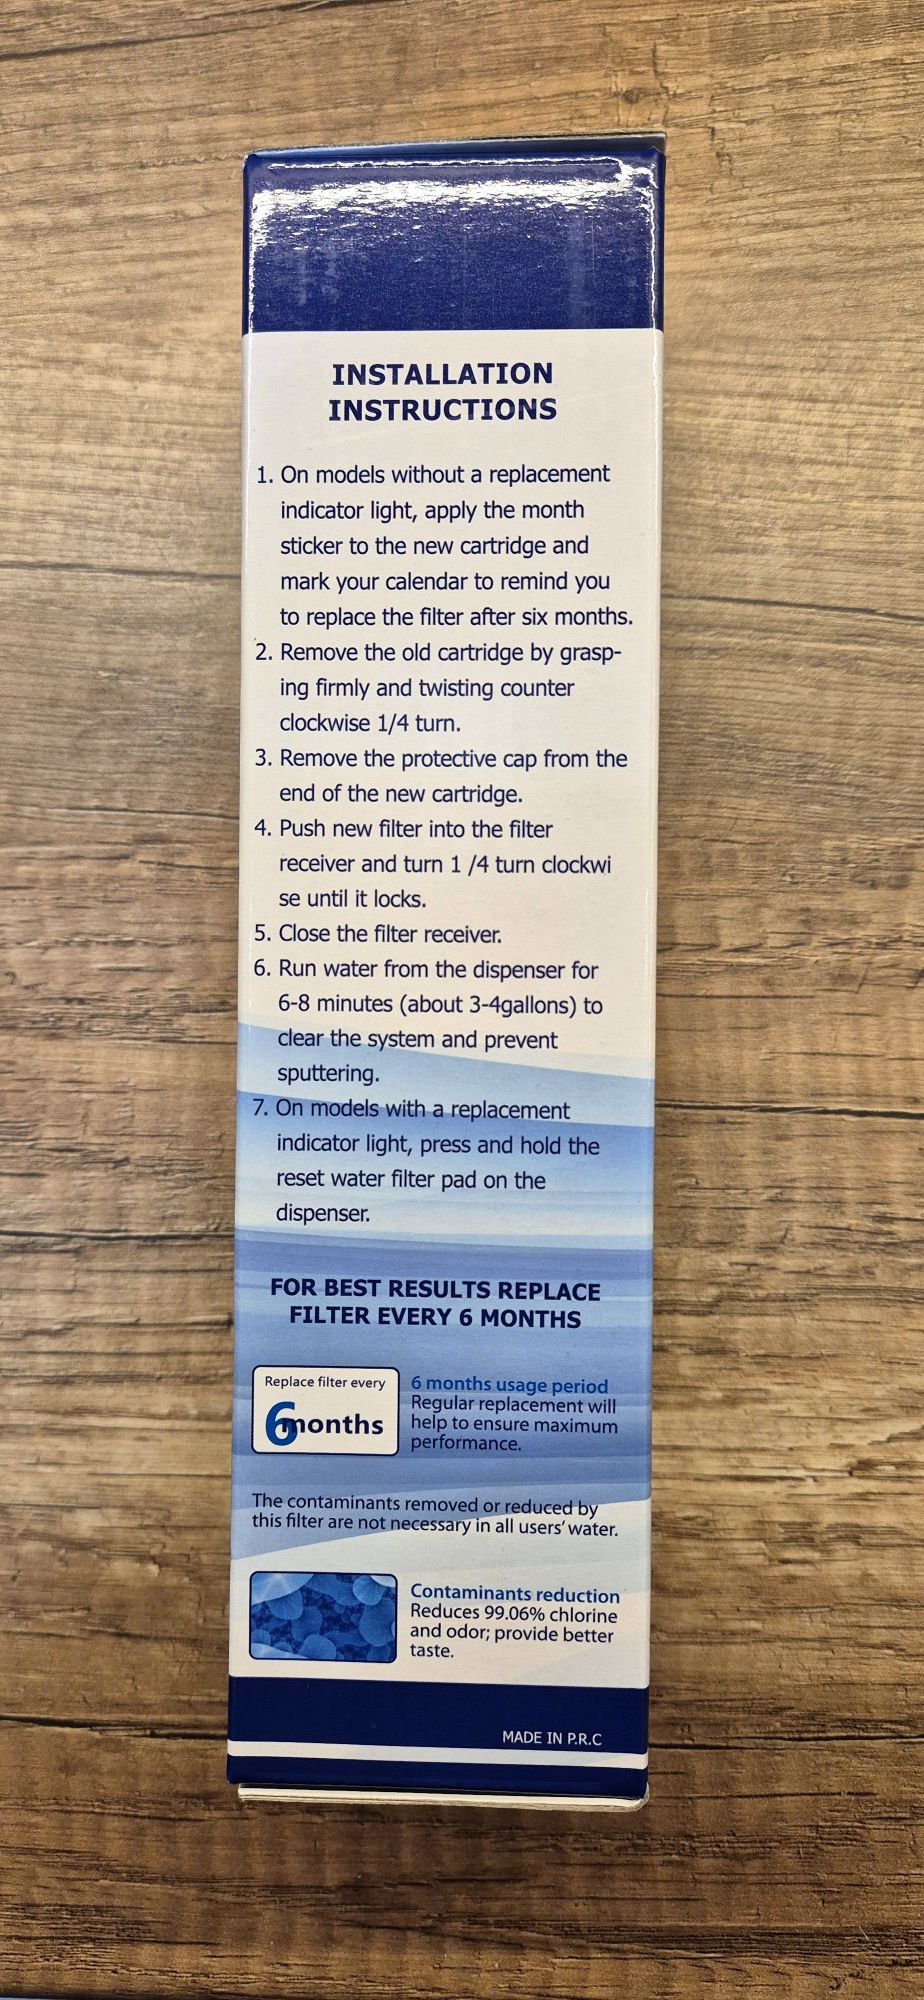 INSTALLATION
INSTRUCTIONS
1. On models without a replacement
indicator light, apply the month
sticker to the new cartridge and
mark your calendar to remind you
to replace the filter after six months.
2. Remove the old cartridge by grasp-
ing firmly and twisting counter
clockwise 1/4 turn.
3. Remove the protective cap from the
end of the new cartridge.
4. Push new filter into the filter
receiver and turn 1 /4 turn clockwi
se until it locks.
5. Close the filter receiver.
6. Run water from the dispenser for
6-8 minutes (about 3-4gallons) to
clear the system and prevent
sputtering.
7. On models with a replacement
indicator light, press and hold the
reset water filter pad on the
dispenser.
FOR BEST RESULTS REPLACE
FILTER EVERY 6 MONTHS
Replace filter every
6months
6 months usage period
Regular replacement will
help to ensure maximum
performance.
The contaminants removed or reduced by
this filter are not necessary in all users' water.
Contaminants reduction
Reduces 99.06% chlorine
and odor; provide better
taste.
MADE IN P.R.C